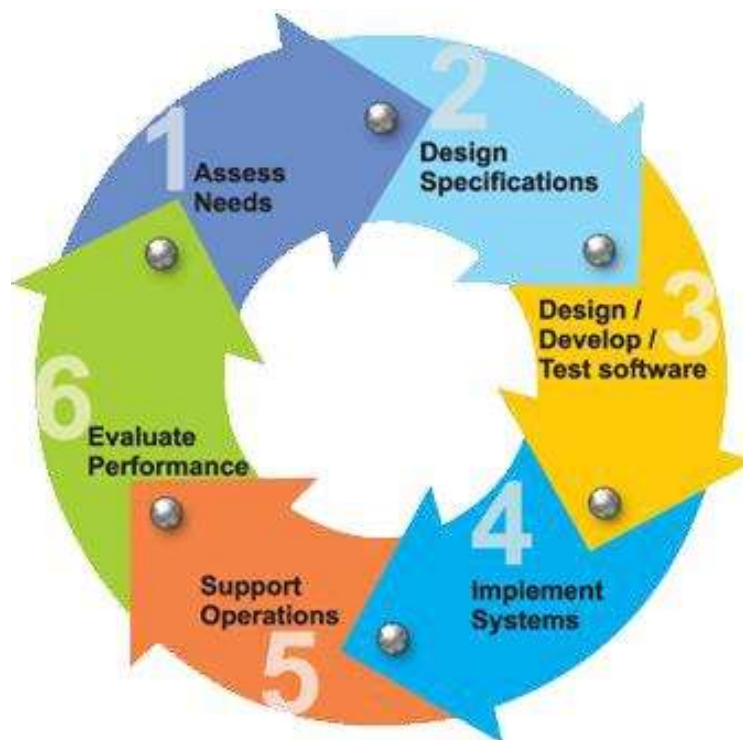 1
Assess
Needs
2
Design
Specifications
3
Design /
Develop /
Test software
4
Implement
Systems
5
Support
Operations
6
Evaluate
Performance